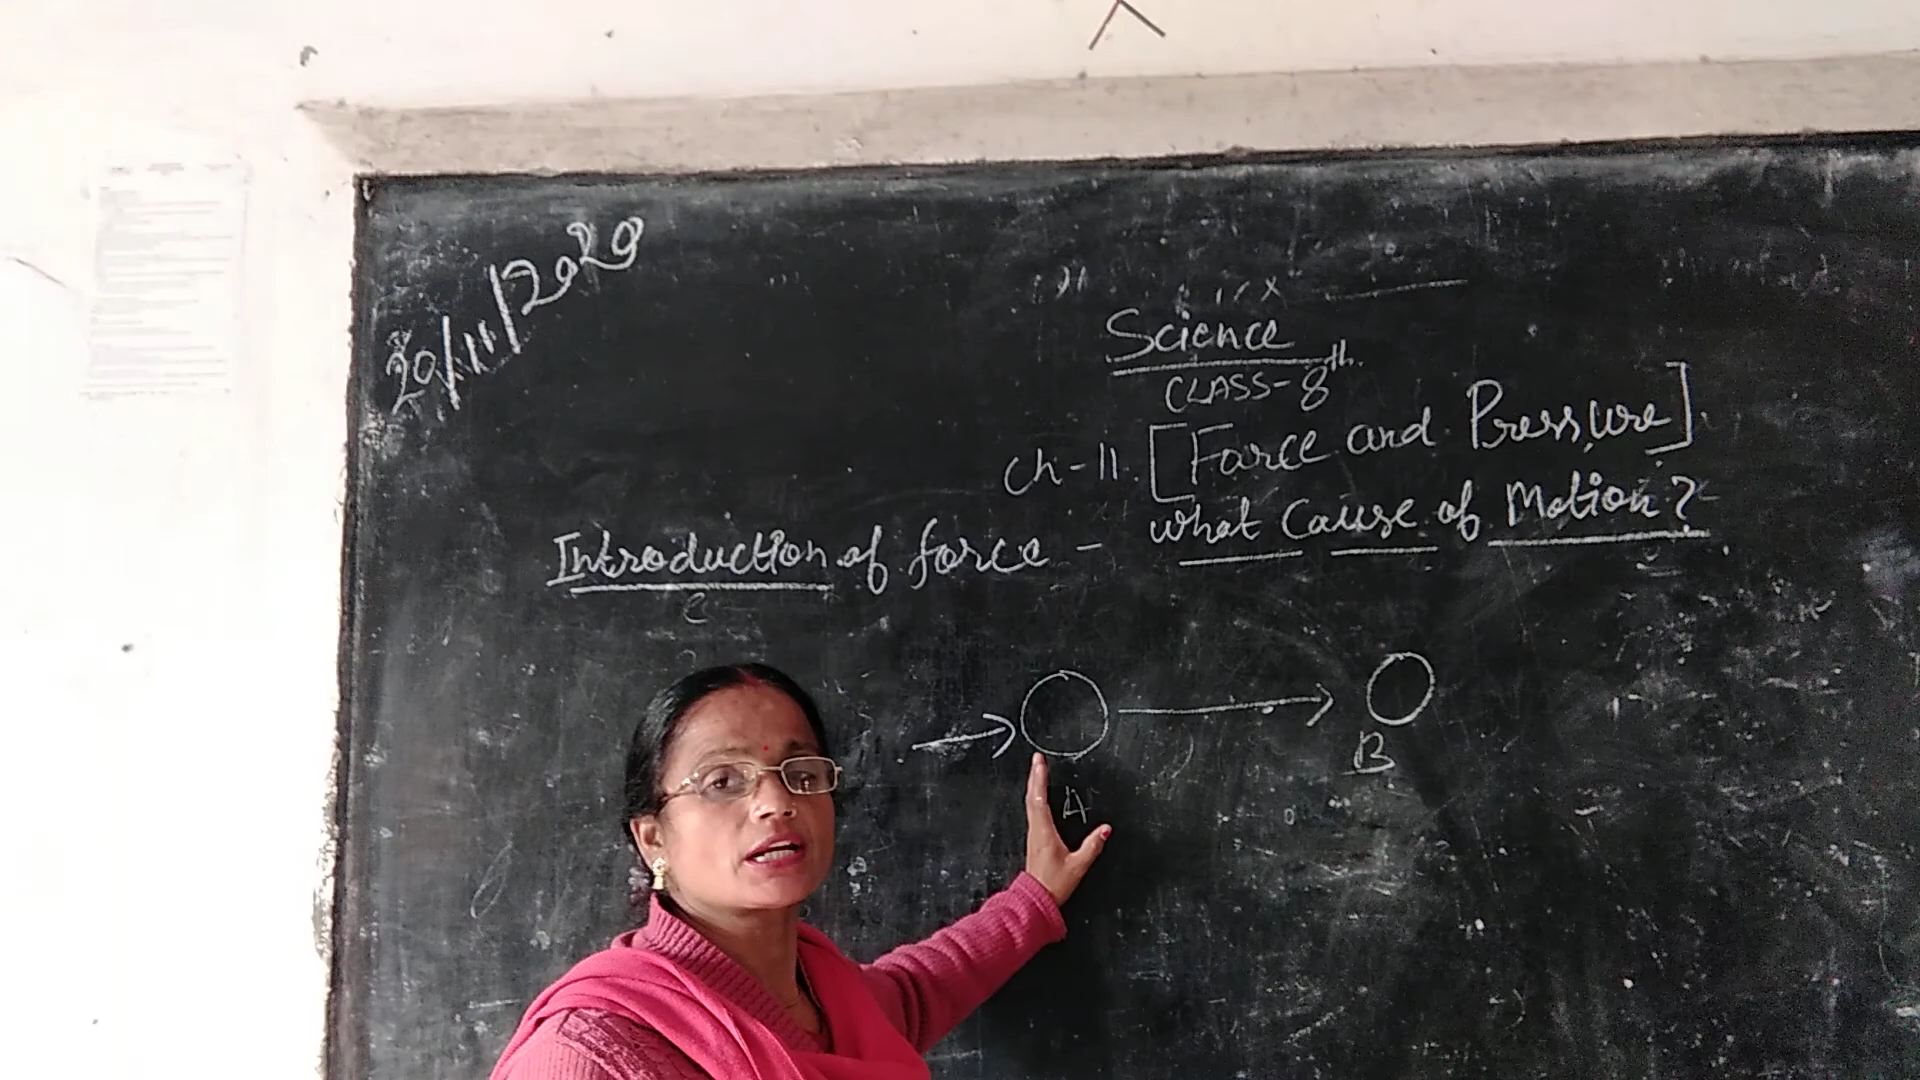 20/11/2020
Science
CLASS-8th
Ch-11. [Force and Pressure].
Introduction of force - what Cause of Motion?
A
B